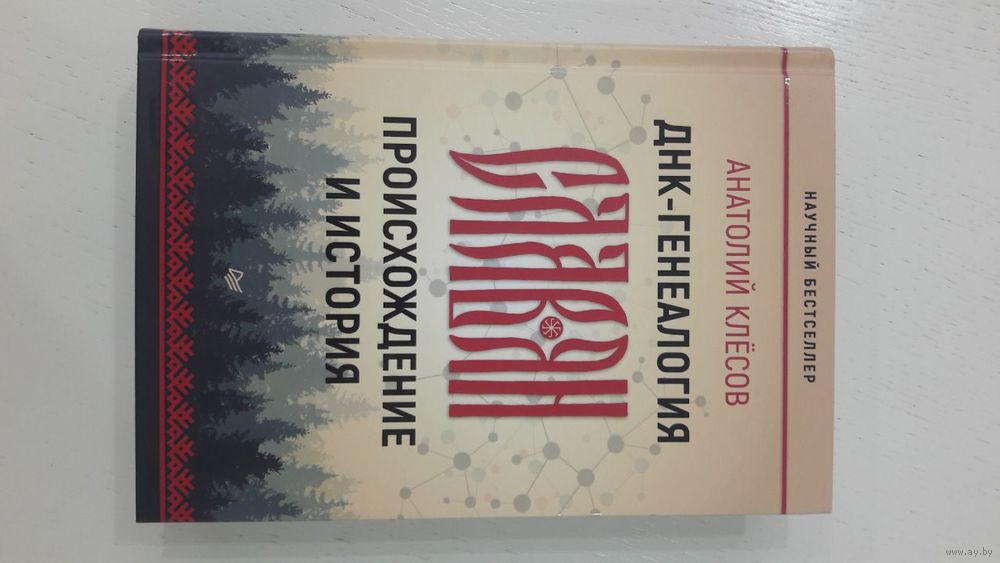 НАУЧНЫЙ БЕСТСЕЛЛЕР
АНАТОЛИЙ КЛЁСОВ
ДНК-ГЕНЕАЛОГИЯ
СЛАВЯН
ПРОИСХОЖДЕНИЕ
И ИСТОРИЯ
www.ay.by